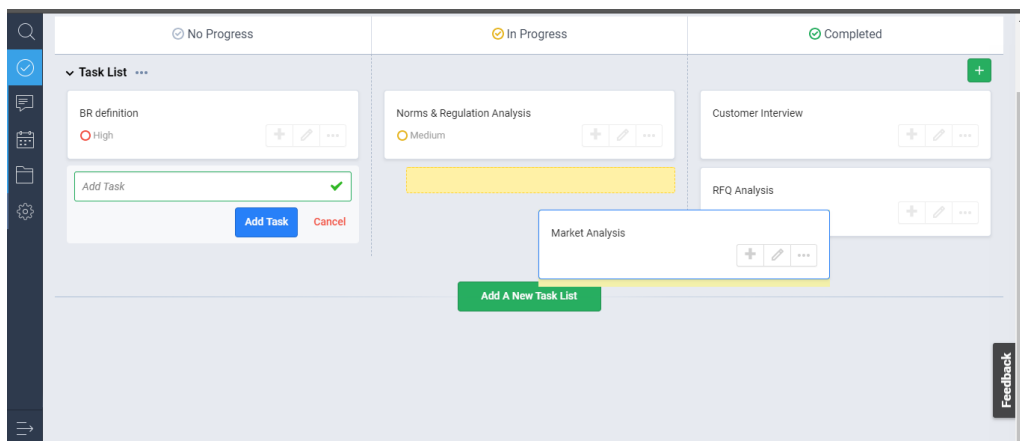 No Progress
In Progress
Completed
Task List
BR definition
High
Norms & Regulation Analysis
Medium
Customer Interview
Add Task
Add Task
Cancel
RFQ Analysis
Market Analysis
Add A New Task List
Feedback